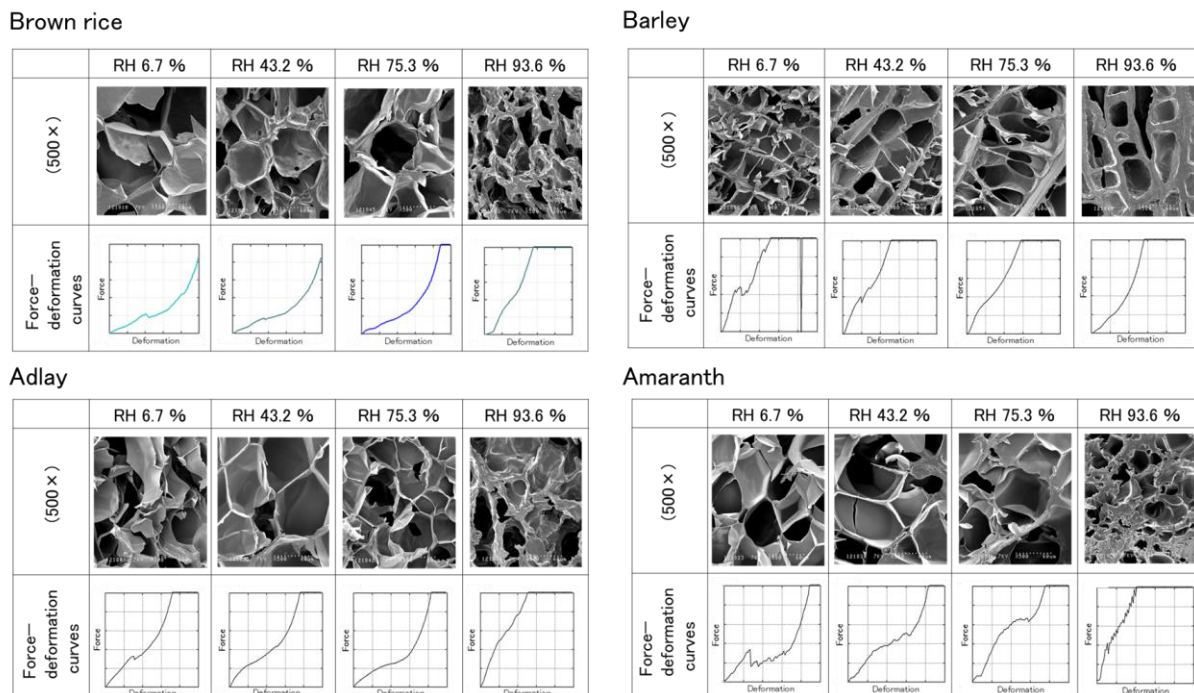 Brown rice
RH 6.7 %
RH 43.2 %
RH 75.3 %
RH 93.6 %
(500×)
Force—
deformation
curves
Force
Deformation
Force
Deformation
Force
Deformation
Force
Deformation
Barley
RH 6.7 %
RH 43.2 %
RH 75.3 %
RH 93.6 %
(500×)
Force—
deformation
curves
Force
Deformation
Force
Deformation
Force
Deformation
Force
Deformation
Adlay
RH 6.7 %
RH 43.2 %
RH 75.3 %
RH 93.6 %
(500×)
Force—
deformation
curves
Force
Deformation
Force
Deformation
Force
Deformation
Force
Deformation
Amaranth
RH 6.7 %
RH 43.2 %
RH 75.3 %
RH 93.6 %
(500×)
Force—
deformation
curves
Force
Deformation
Force
Deformation
Force
Deformation
Force
Deformation